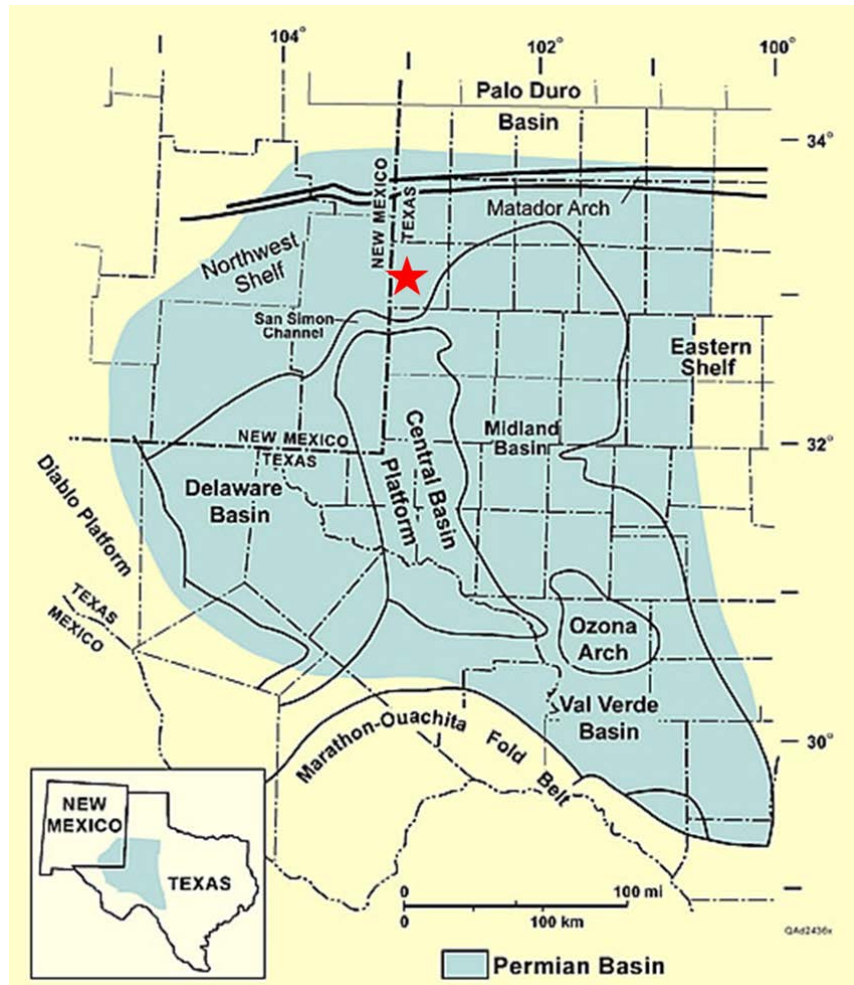 104°
102°
100°
Palo Duro
Basin
34°
NEW MEXICO
TEXAS
Matador Arch
Northwest
Shelf
San Simon
Channel
Eastern
Shelf
Central Basin
Platform
Midland
Basin
NEW MEXICO
TEXAS
32°
Delaware
Basin
Diablo Platform
TEXAS
MEXICO
Ozona
Arch
Val Verde
Basin
30°
Marathon-Ouachita Fold Belt
NEW
MEXICO
TEXAS
0 100 mi
0 100 km
QAd2436x
Permian Basin